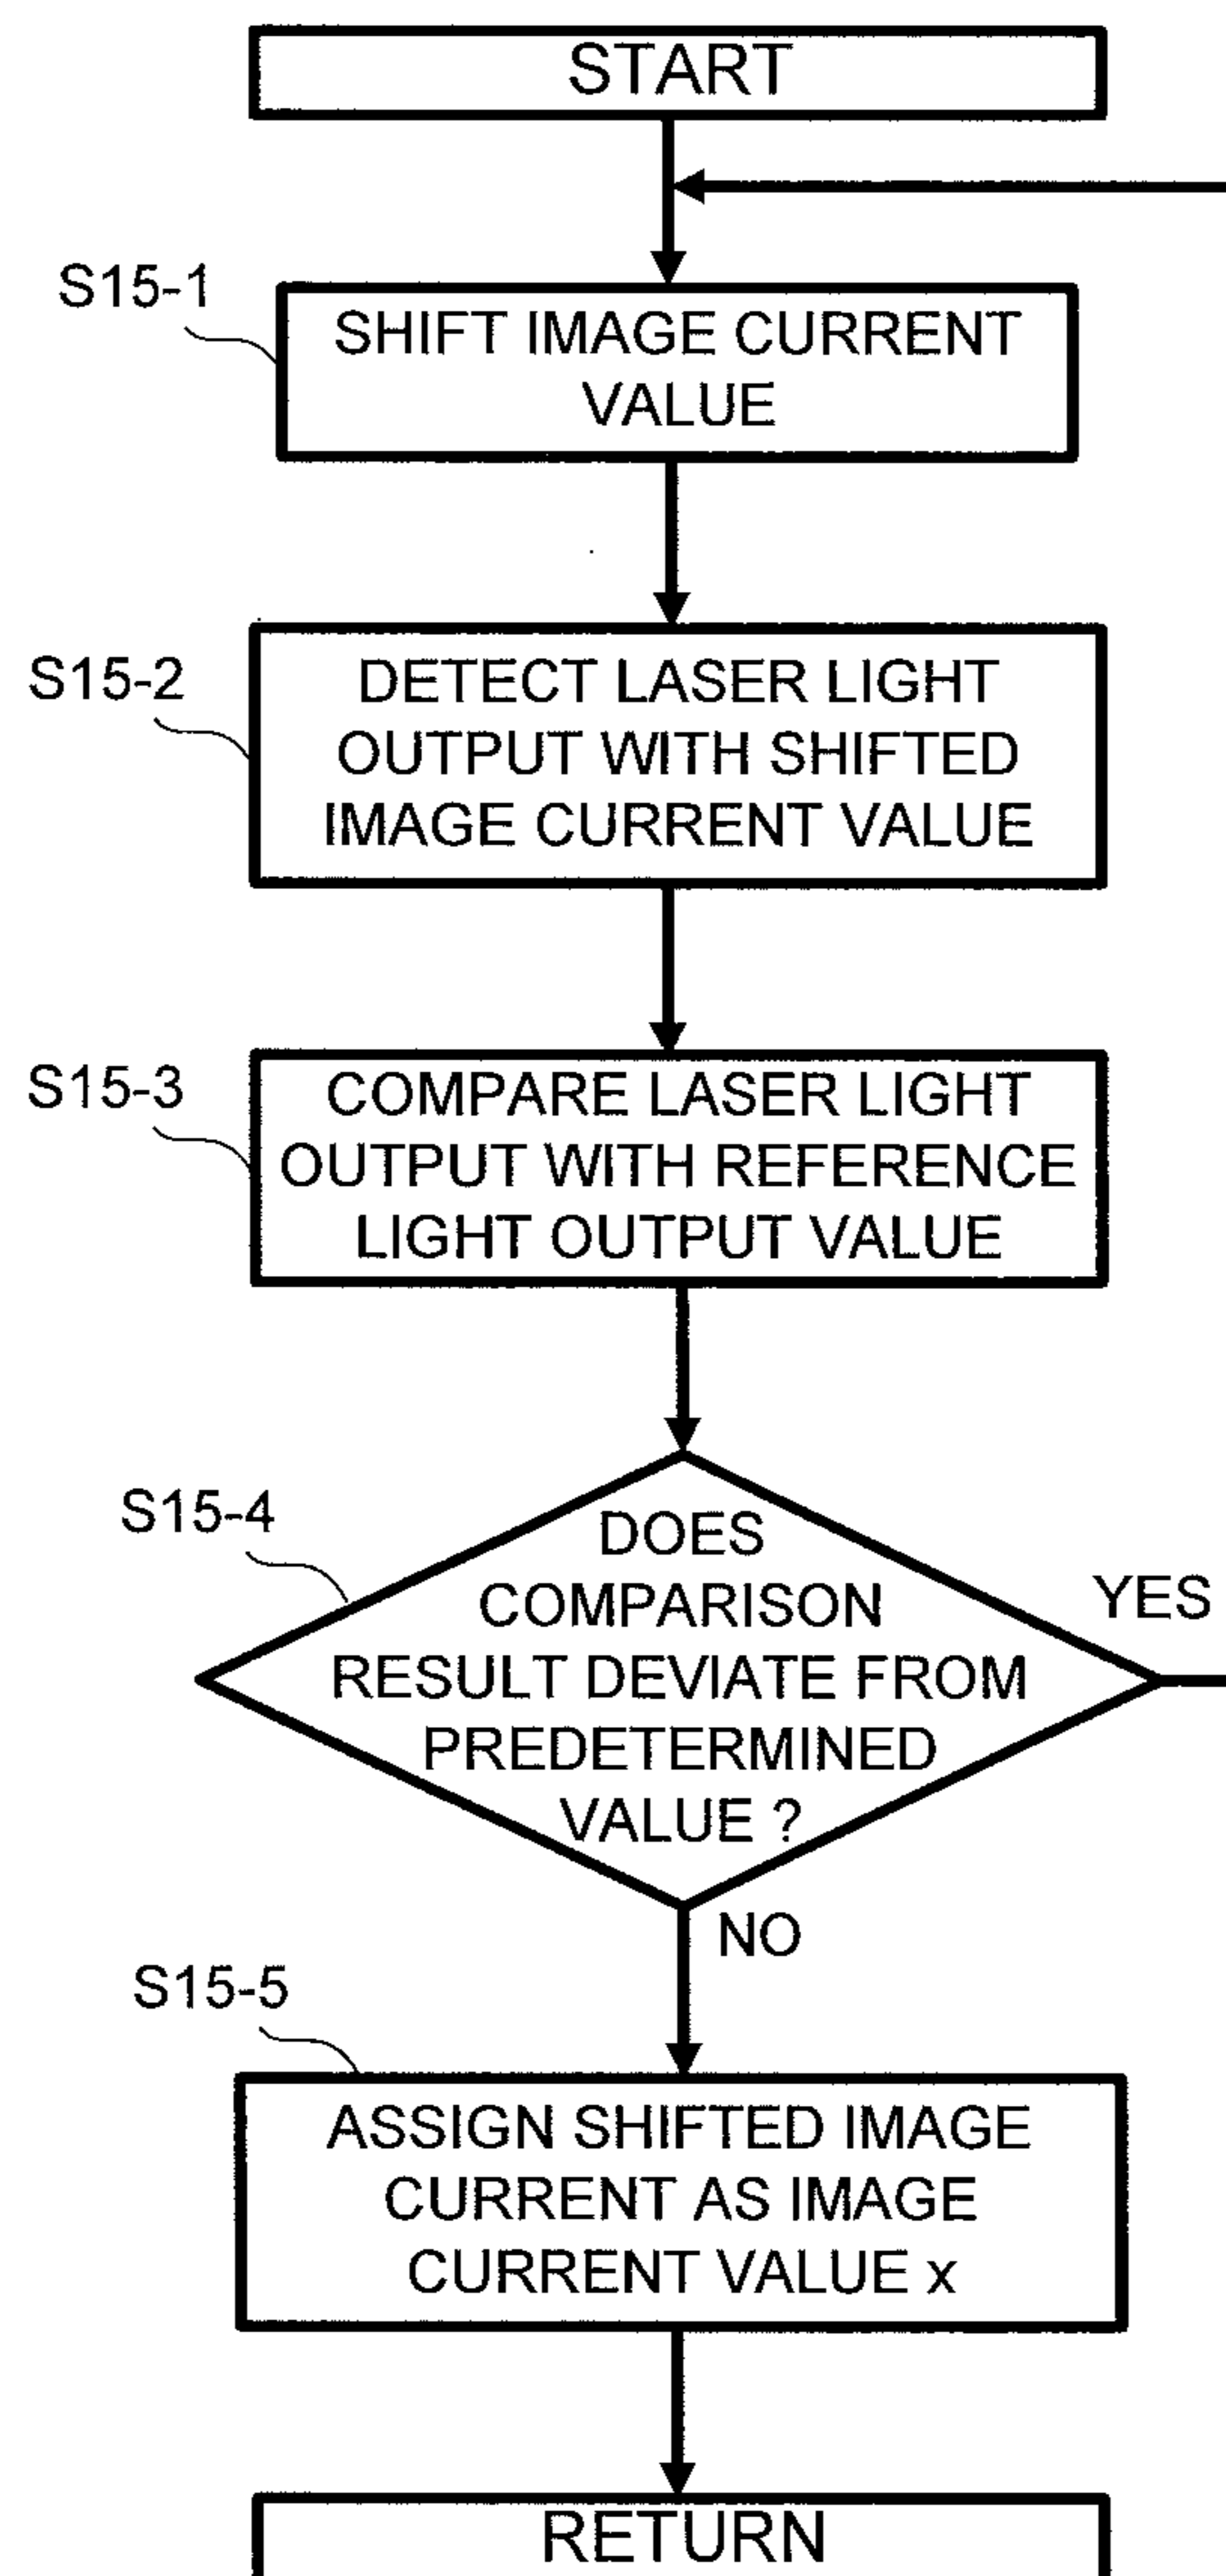 START
S15-1
SHIFT IMAGE CURRENT
VALUE
S15-2
DETECT LASER LIGHT
OUTPUT WITH SHIFTED
IMAGE CURRENT VALUE
S15-3
COMPARE LASER LIGHT
OUTPUT WITH REFERENCE
LIGHT OUTPUT VALUE
S15-4
DOES
COMPARISON
RESULT DEVIATE FROM
PREDETERMINED
VALUE ?
YES
NO
S15-5
ASSIGN SHIFTED IMAGE
CURRENT AS IMAGE
CURRENT VALUE x
RETURN